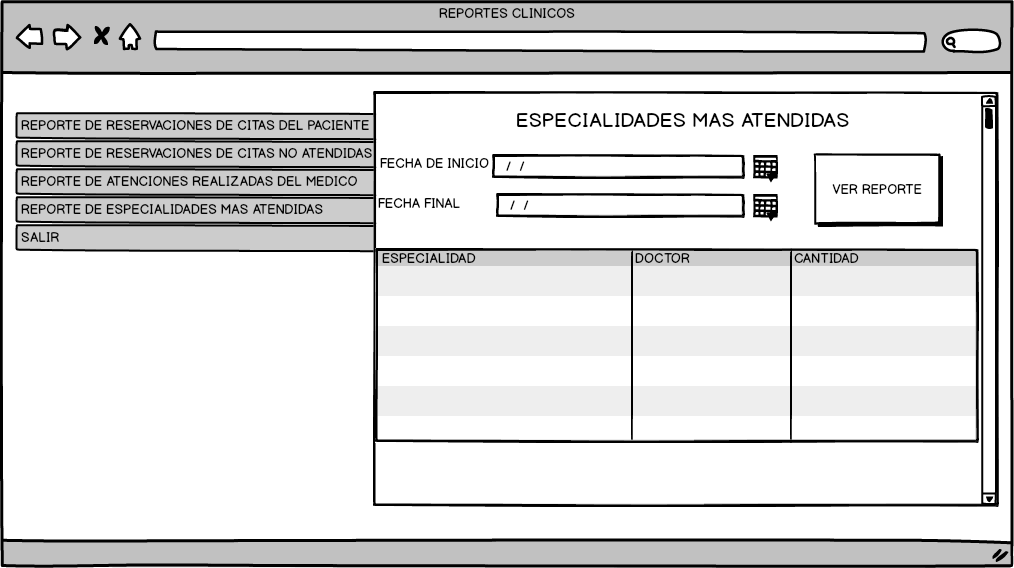 REPORTES CLINICOS
REPORTE DE RESERVACIONES DE CITAS DEL PACIENTE
REPORTE DE RESERVACIONES DE CITAS NO ATENDIDAS
REPORTE DE ATENCIONES REALIZADAS DEL MEDICO
REPORTE DE ESPECIALIDADES MAS ATENDIDAS
SALIR
ESPECIALIDADES MAS ATENDIDAS
FECHA DE INICIO / /
FECHA FINAL / /
VER REPORTE
ESPECIALIDAD DOCTOR CANTIDAD